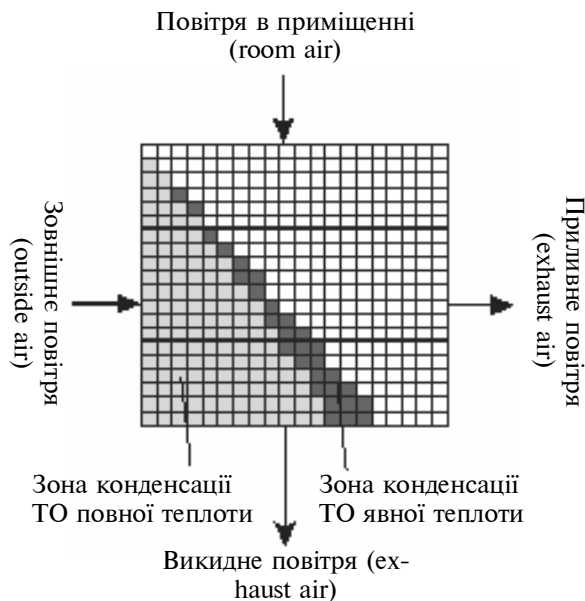 Повітря в приміщенні
(room air)
Зовнішнє повітря
(outside air)
Приливне повітря
(exhaust air)
Зона конденсації
ТО повної теплоти
Зона конденсації
ТО явної теплоти
Викидне повітря (ex-
haust air)